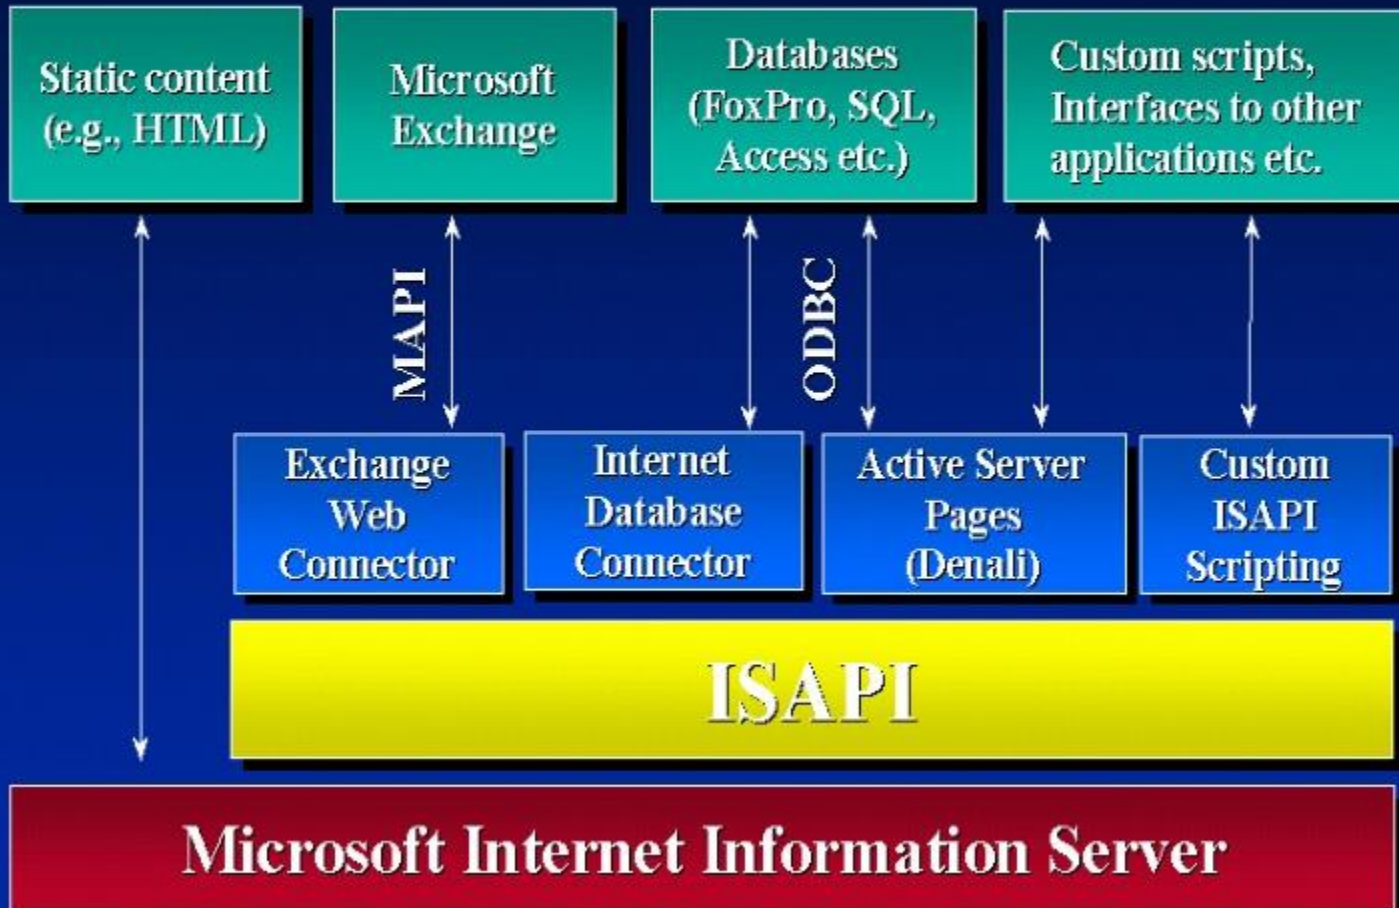 Static content
(e.g., HTML)
Microsoft
Exchange
Databases
(FoxPro, SQL,
Access etc.)
Custom scripts,
Interfaces to other
applications etc.
MAPI
ODBC
Exchange
Web
Connector
Internet
Database
Connector
Active Server
Pages
(Denali)
Custom
ISAPI
Scripting
ISAPI
Microsoft Internet Information Server